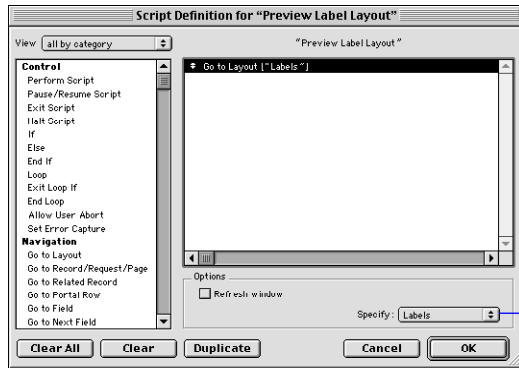 Script Definition for “Preview Label Layout”
View all by category
“Preview Label Layout”
Control
Perform Script
Pause/Resume Script
Exit Script
Halt Script
If
Else
End If
Loop
Exit Loop If
End Loop
Allow User Abort
Set Error Capture
Navigation
Go to Layout
Go to Record/Request/Page
Go to Related Record
Go to Portal Row
Go to Field
Go to Next Field
Go to Layout [“Labels”]
Options
Refresh window
Specify: Labels
Clear All
Clear
Duplicate
Cancel
OK